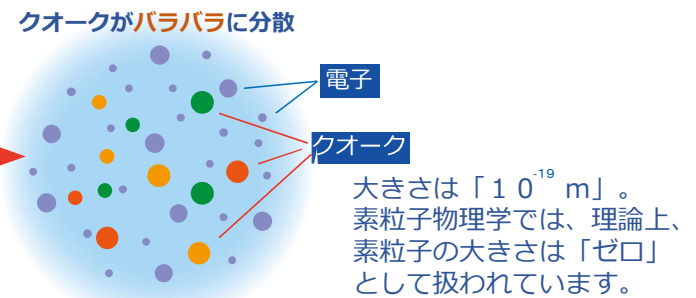 クオークがバラバラに分散
電子
クオーク
大きさは「１０⁻¹⁹ m」。
素粒子物理学では、理論上、
素粒子の大きさは「ゼロ」
として扱われています。